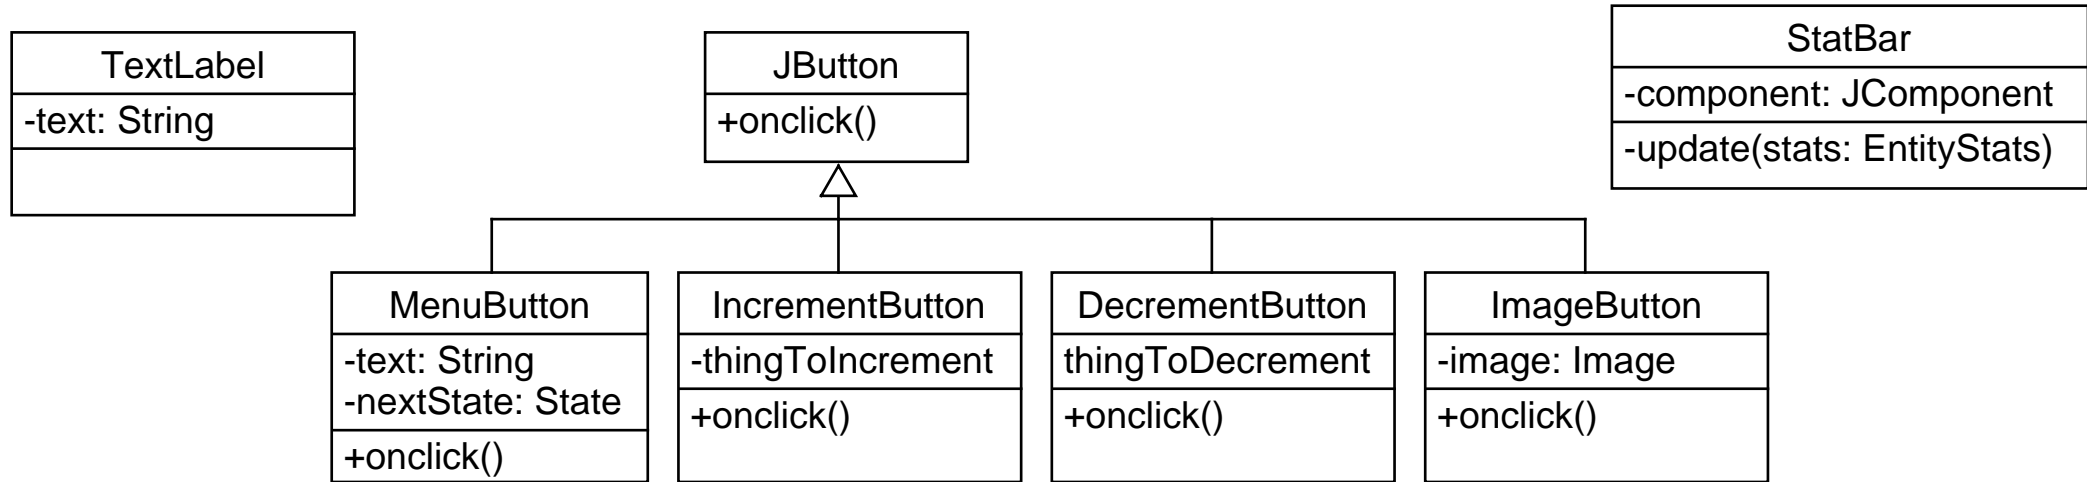 TextLabel
-text: String
JButton
+onclick()
StatBar
-component: JComponent
-update(stats: EntityStats)
MenuButton
-text: String
-nextState: State
+onclick()
IncrementButton
-thingToIncrement
+onclick()
DecrementButton
thingToDecrement
+onclick()
ImageButton
-image: Image
+onclick()